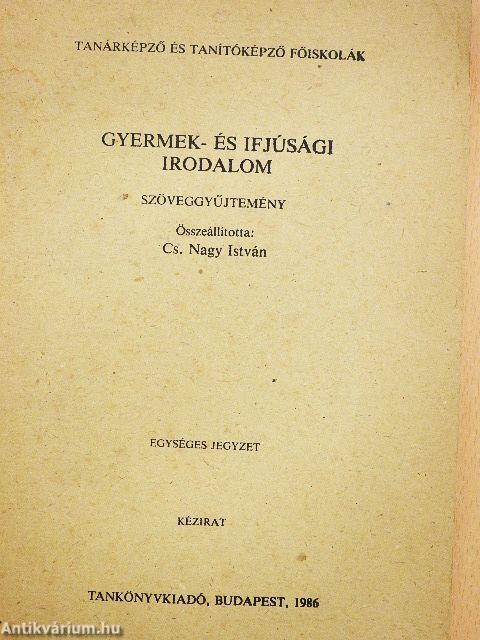 TANÁRKÉPZŐ ÉS TANÍTÓKÉPZŐ FŐISKOLÁK
GYERMEK- ÉS IFJÚSÁGI
IRODALOM
SZÖVEGGYŰJTEMÉNY
Összeállította:
Cs. Nagy István
EGYSÉGES JEGYZET
KÉZIRAT
TANKÖNYVKIADÓ, BUDAPEST, 1986
Antikvárium.hu